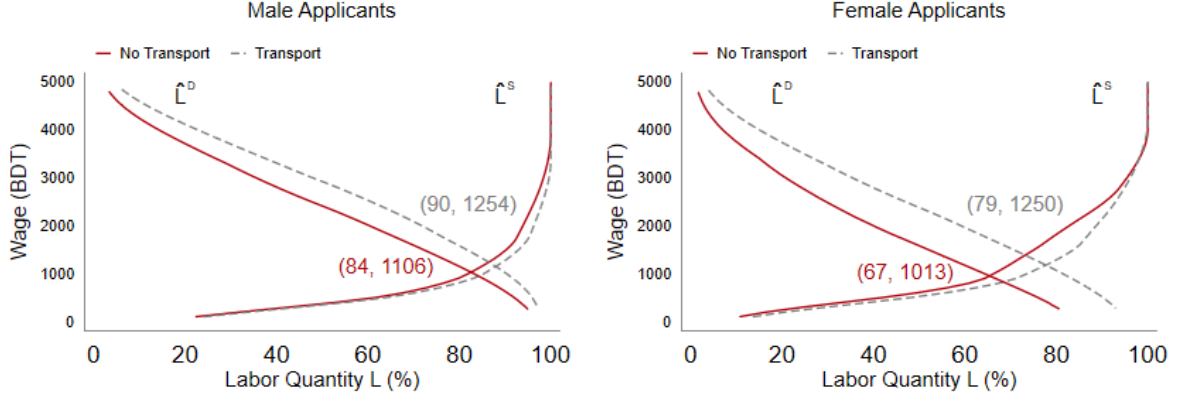 Male Applicants
No Transport
Transport
5000
4000
3000
2000
1000
0
Wage (BDT)
L̂ᴰ
L̂ˢ
(90, 1254)
(84, 1106)
0 20 40 60 80 100
Labor Quantity L (%)
Female Applicants
No Transport
Transport
5000
4000
3000
2000
1000
0
Wage (BDT)
L̂ᴰ
L̂ˢ
(79, 1250)
(67, 1013)
0 20 40 60 80 100
Labor Quantity L (%)